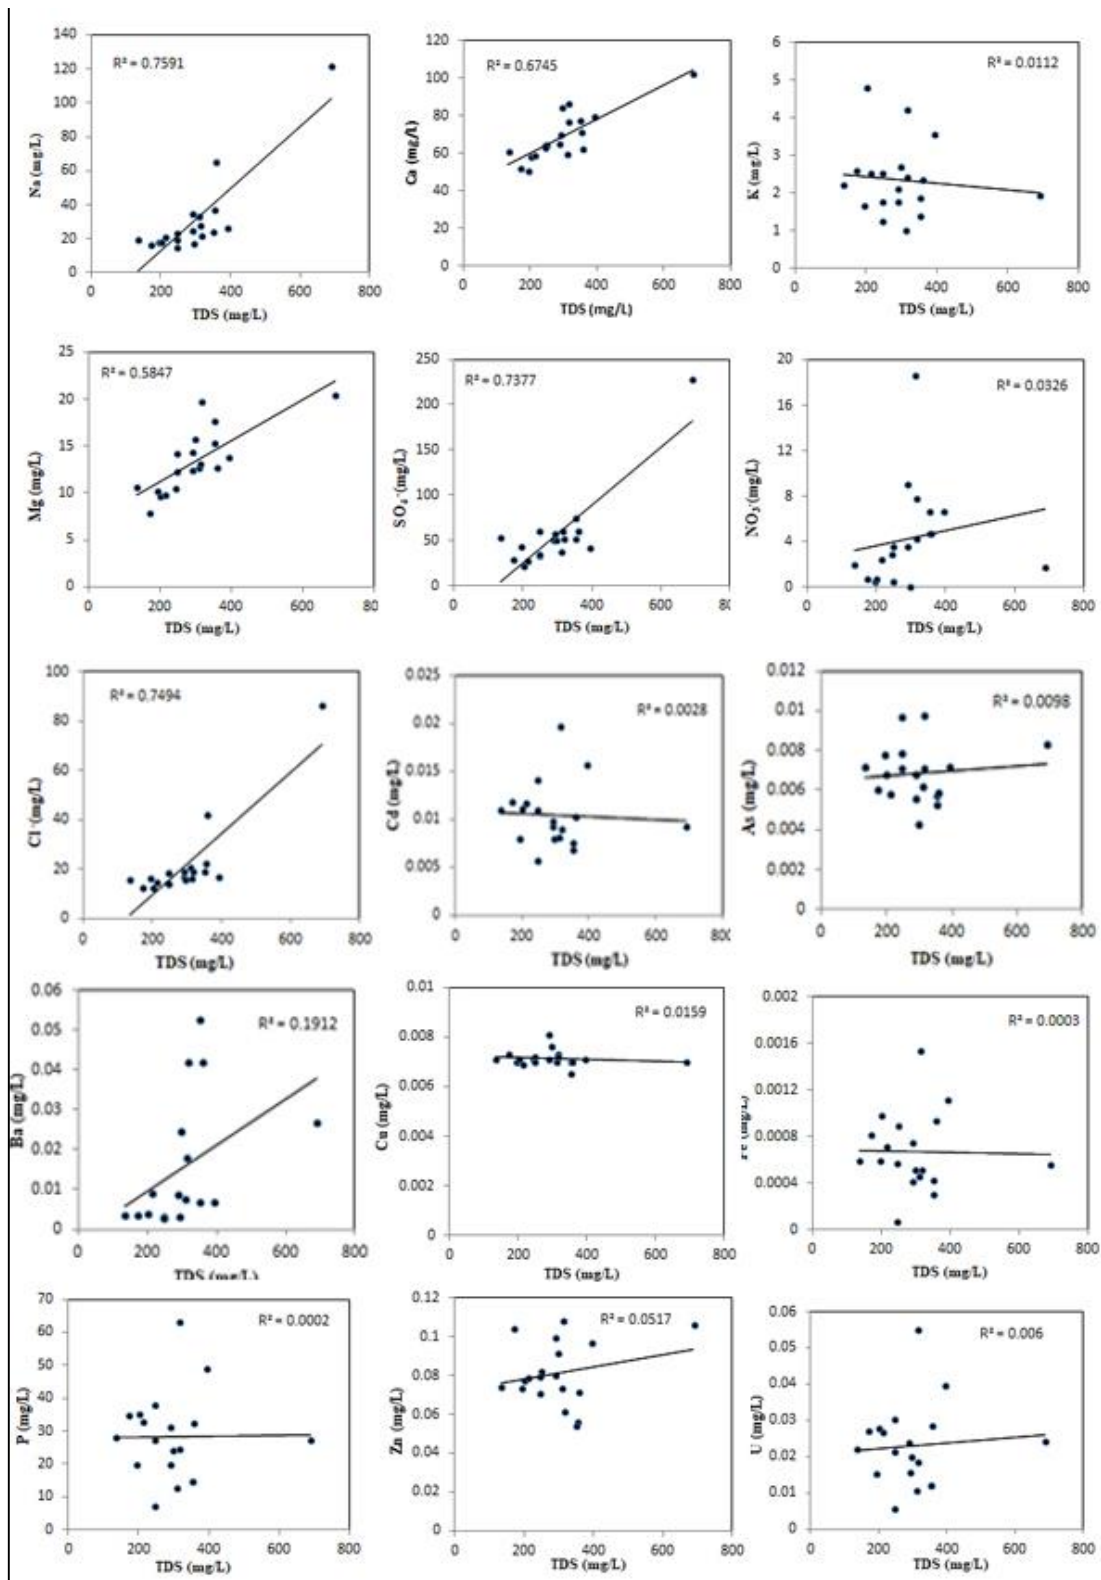 140
120
100
80
60
40
20
0
Na (mg/L)
R² = 0.7591
0 200 400 600 800
TDS (mg/L)
120
100
80
60
40
20
0
Ca (mg/L)
R² = 0.6745
0 200 400 600 800
TDS (mg/L)
6
5
4
3
2
1
0
K (mg/L)
R² = 0.0112
0 200 400 600 800
TDS (mg/L)
25
20
15
10
5
0
Mg (mg/L)
R² = 0.5847
0 200 400 600 80
TDS (mg/L)
250
200
150
100
50
0
SO₄⁻(mg/L)
R² = 0.7377
0 200 400 600 80
TDS (mg/L)
20
16
12
8
4
0
NO₃⁻(mg/L)
R² = 0.0326
0 200 400 600 800
TDS (mg/L)
100
80
60
40
20
0
Cl⁻(mg/L)
R² = 0.7494
0 200 400 600 800
TDS (mg/L)
0.025
0.02
0.015
0.01
0.005
0
Cd (mg/L)
R² = 0.0028
0 200 400 600 800
TDS (mg/L)
0.012
0.01
0.008
0.006
0.004
0.002
0
As (mg/L)
R² = 0.0098
0 200 400 600 800
TDS (mg/L)
0.06
0.05
0.04
0.03
0.02
0.01
0
Ba (mg/L)
R² = 0.1912
0 200 400 600 800
TDS (mg/L)
0.01
0.008
0.006
0.004
0.002
0
Cu (mg/L)
R² = 0.0159
0 200 400 600 800
TDS (mg/L)
0.002
0.0016
0.0012
0.0008
0.0004
0
Fe (mg/L)
R² = 0.0003
0 200 400 600 800
TDS (mg/L)
70
60
50
40
30
20
10
0
P (mg/L)
R² = 0.0002
0 200 400 600 800
TDS (mg/L)
0.12
0.1
0.08
0.06
0.04
0.02
0
Zn (mg/L)
R² = 0.0517
0 200 400 600 800
TDS (mg/L)
0.06
0.05
0.04
0.03
0.02
0.01
0
U (mg/L)
R² = 0.006
0 200 400 600 800
TDS (mg/L)